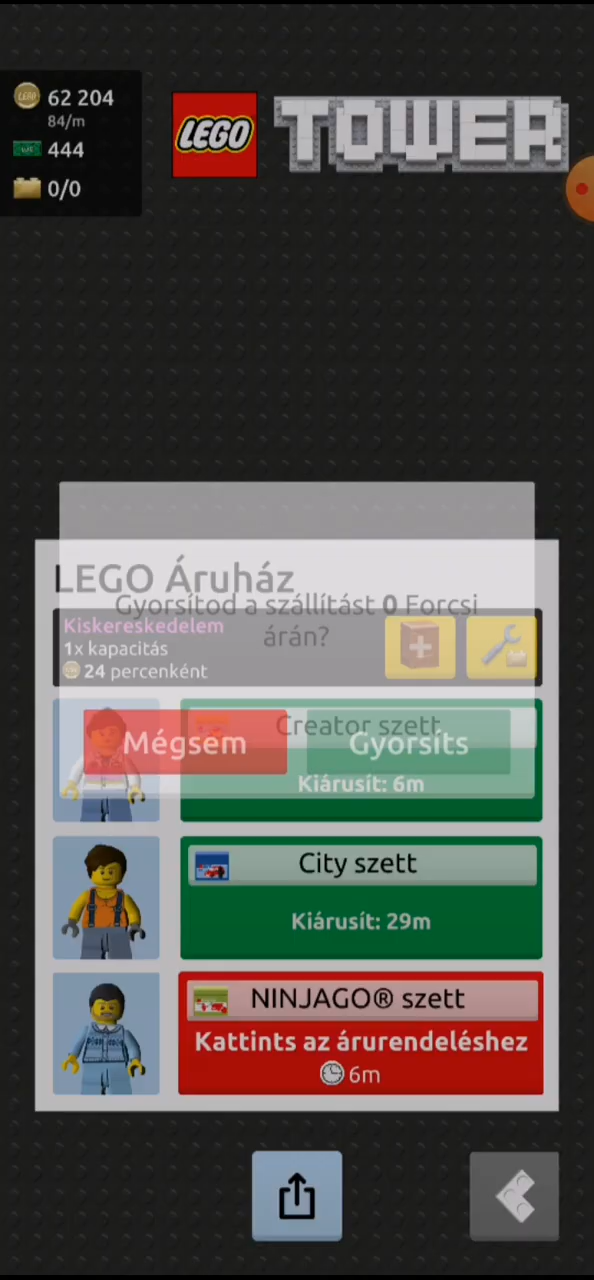 62 204
84/m
444
0/0
LEGO
TOWER
LEGO Áruház
Gyorsítod a szállítást 0 Forcsi
árán?
Kiskereskedelem
1x kapacitás
24 percenként
Creator szett
Mégsem
Gyorsíts
Kiárusít: 6m
City szett
Kiárusít: 29m
NINJAGO® szett
Kattints az árurendeléshez
6m